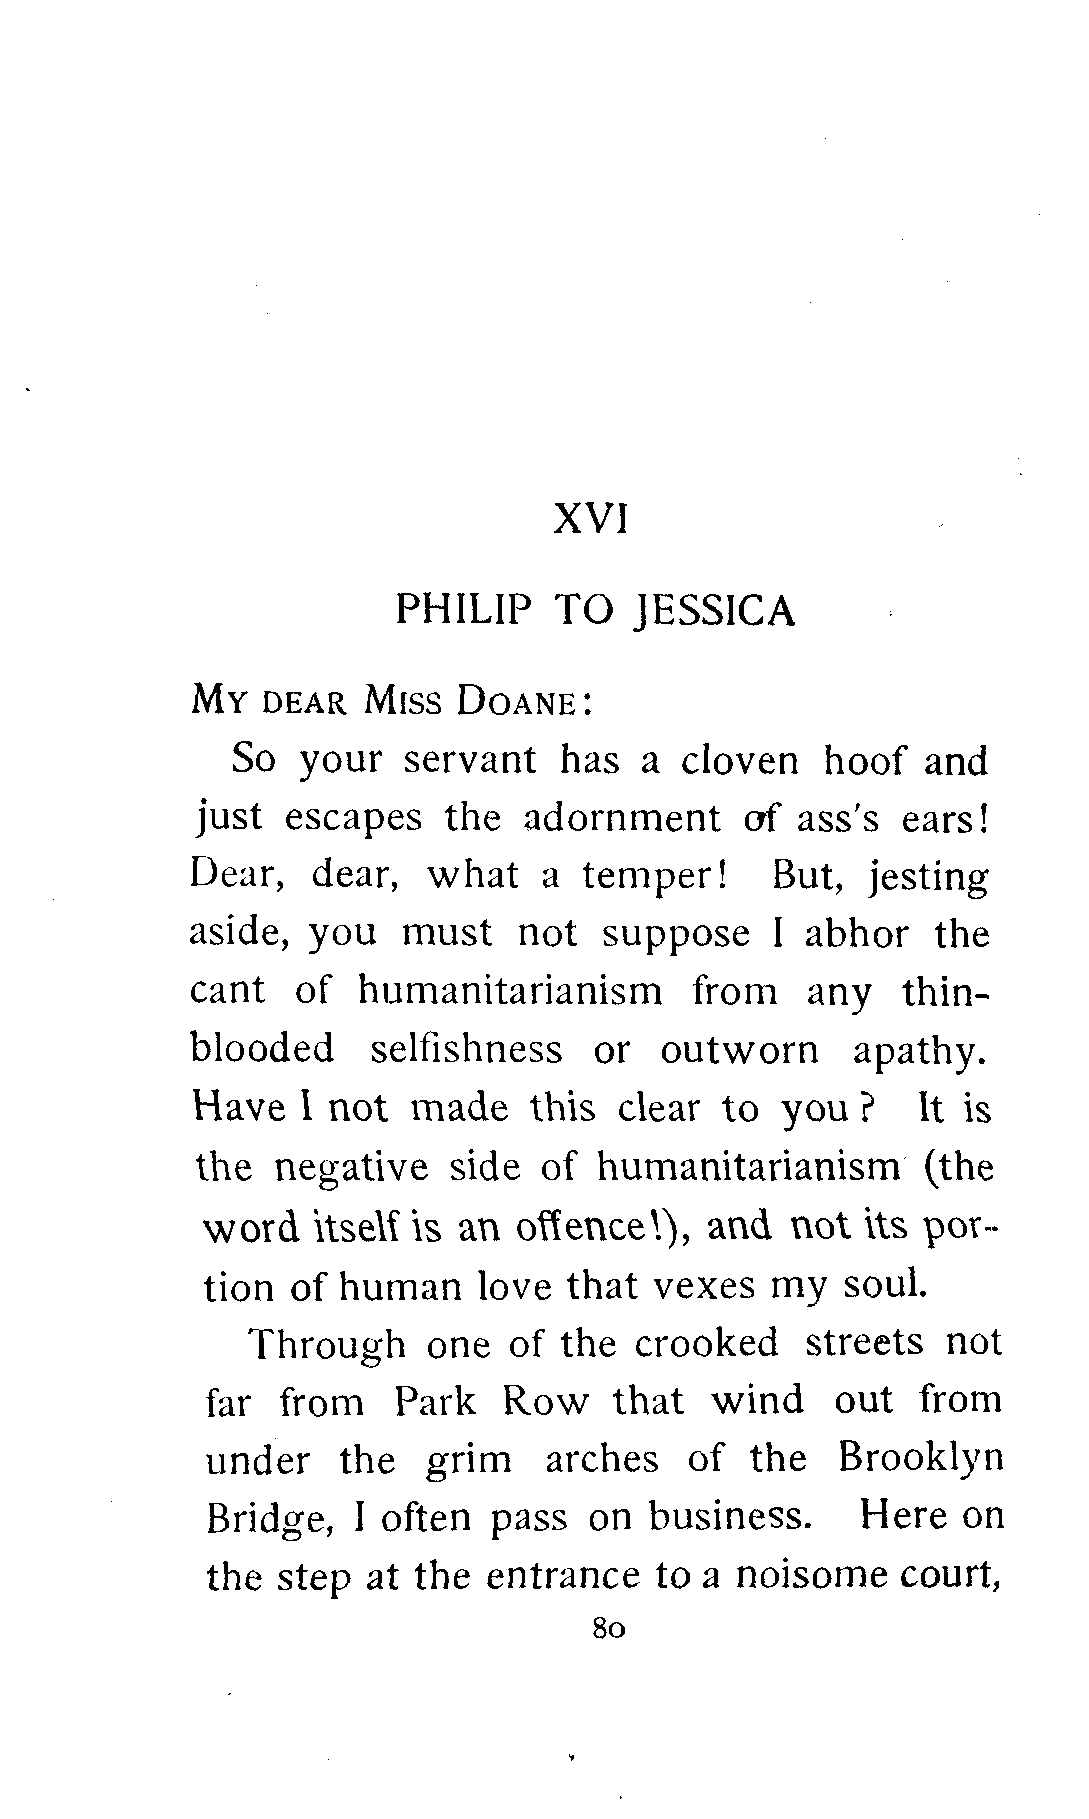 XVI
PHILIP TO JESSICA
MY DEAR MISS DOANE:
So your servant has a cloven hoof and
just escapes the adornment of ass's ears!
Dear, dear, what a temper! But, jesting
aside, you must not suppose I abhor the
cant of humanitarianism from any thin-
blooded selfishness or outworn apathy.
Have I not made this clear to you? It is
the negative side of humanitarianism (the
word itself is an offence!), and not its por-
tion of human love that vexes my soul.
Through one of the crooked streets not
far from Park Row that wind out from
under the grim arches of the Brooklyn
Bridge, I often pass on business. Here on
the step at the entrance to a noisome court,
80